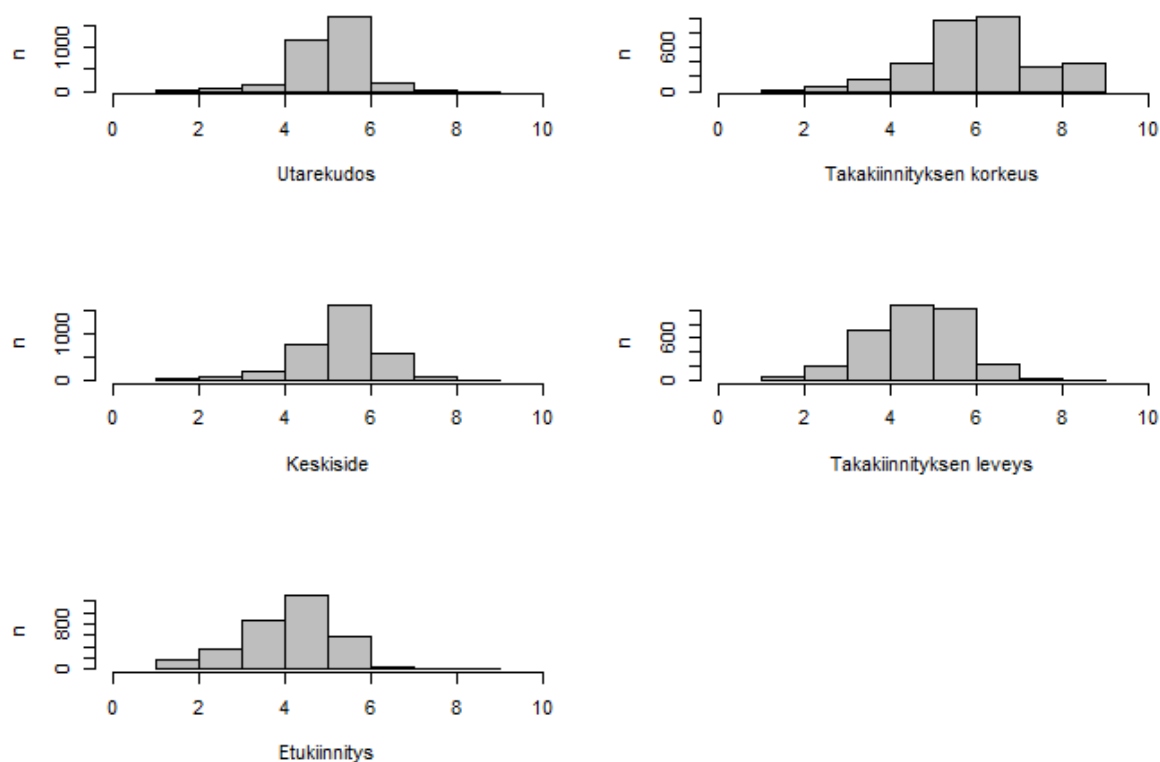 n
1000
0
0 2 4 6 8 10
Utarekudos
n
600
0
0 2 4 6 8 10
Takakiinnityksen korkeus
n
1000
0
0 2 4 6 8 10
Keskiside
n
600
0
0 2 4 6 8 10
Takakiinnityksen leveys
n
800
0
0 2 4 6 8 10
Etukiinnitys